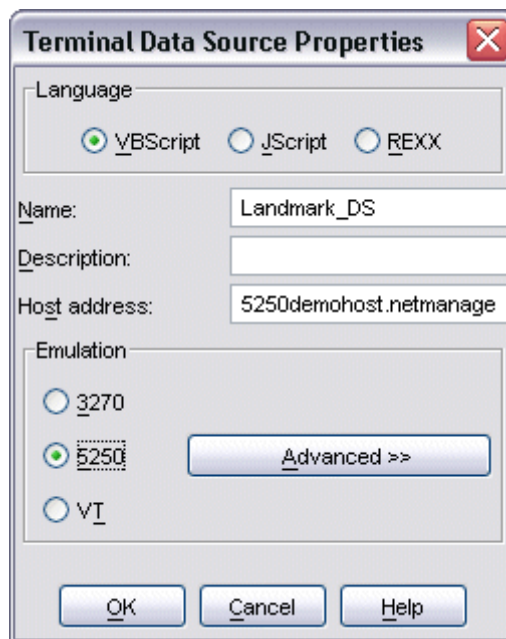 Terminal Data Source Properties
Language
VBScript JScript REXX
Name: Landmark_DS
Description:
Host address: 5250demohost.netmanage
Emulation
3270
5250 Advanced >>
VT
OK Cancel Help